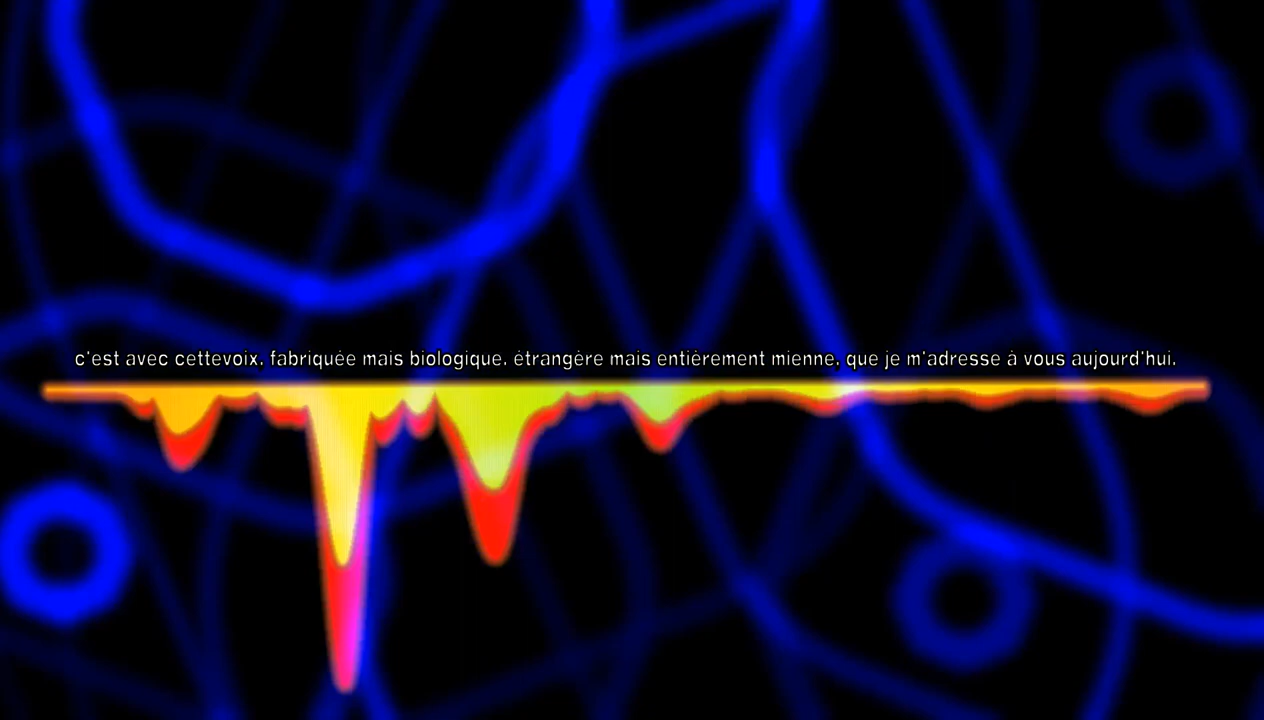 c'est avec cettevoix, fabriquée mais biologique, étrangère mais entièrement mienne, que je m'adresse à vous aujourd'hui.